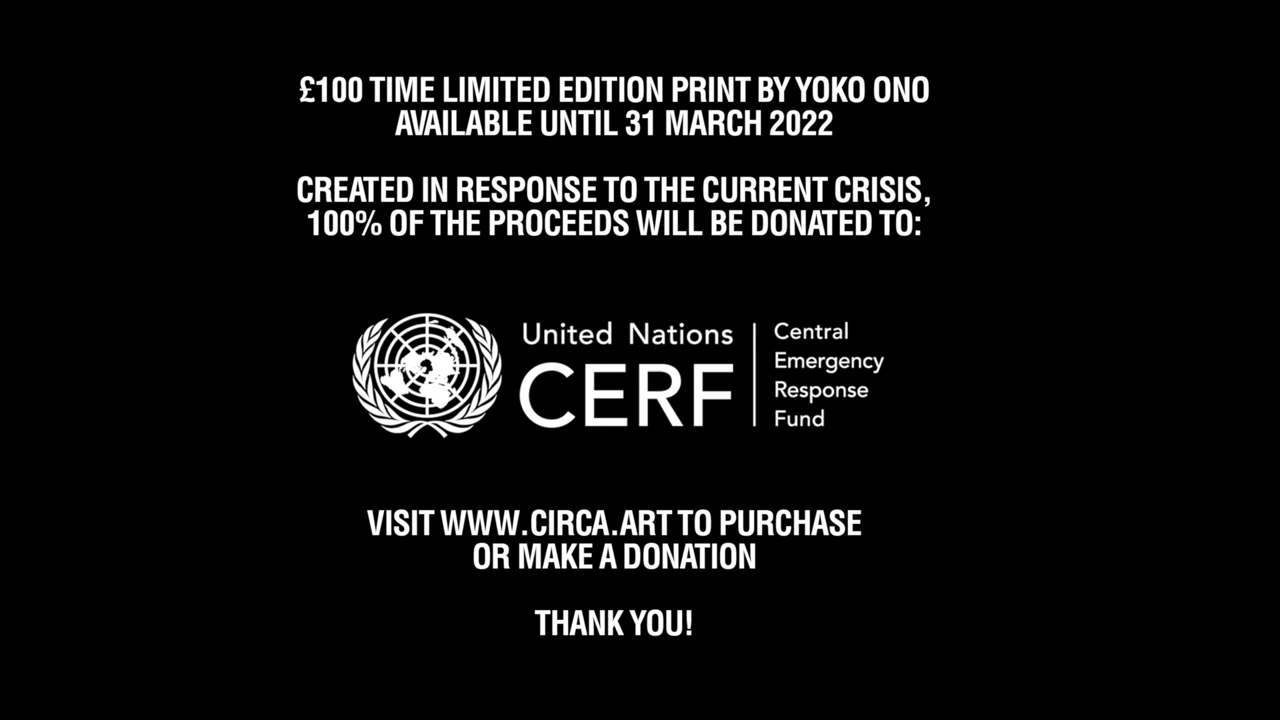 £100 TIME LIMITED EDITION PRINT BY YOKO ONO
AVAILABLE UNTIL 31 MARCH 2022
CREATED IN RESPONSE TO THE CURRENT CRISIS,
100% OF THE PROCEEDS WILL BE DONATED TO:
United Nations
CERF
Central
Emergency
Response
Fund
VISIT WWW.CIRCA.ART TO PURCHASE
OR MAKE A DONATION
THANK YOU!